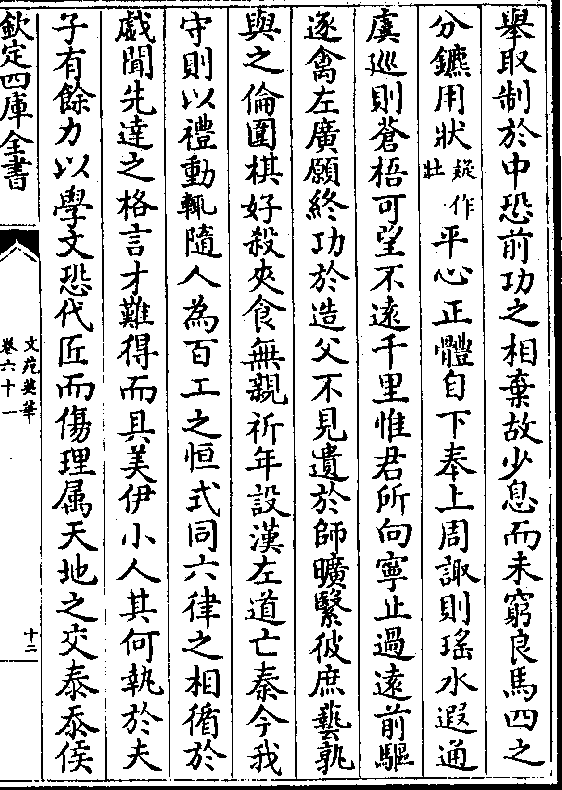 舉取制於中恐前功之相棄故少息而未窮良馬四之
分鑣用狀疑作壯平心正體自下奉上周諏則瑤水遐通
虞巡則蒼梧可望不遠千里惟君所向寧止過遠前驅
逐禽左廣願終功於造父不見遺於師曠繄彼庶藝孰
與之倫圍棋好殺夾食無親祈年設漢左道亡秦今我
守則以禮動輒隨人為百工之恒式同六律之相循於
戲聞先達之格言才難得而具美伊小人其何執於夫
子有餘力以學文恐代匠而傷理属天地之交泰泰俟
欽定四庫全書
文苑英華
卷六十一
十二